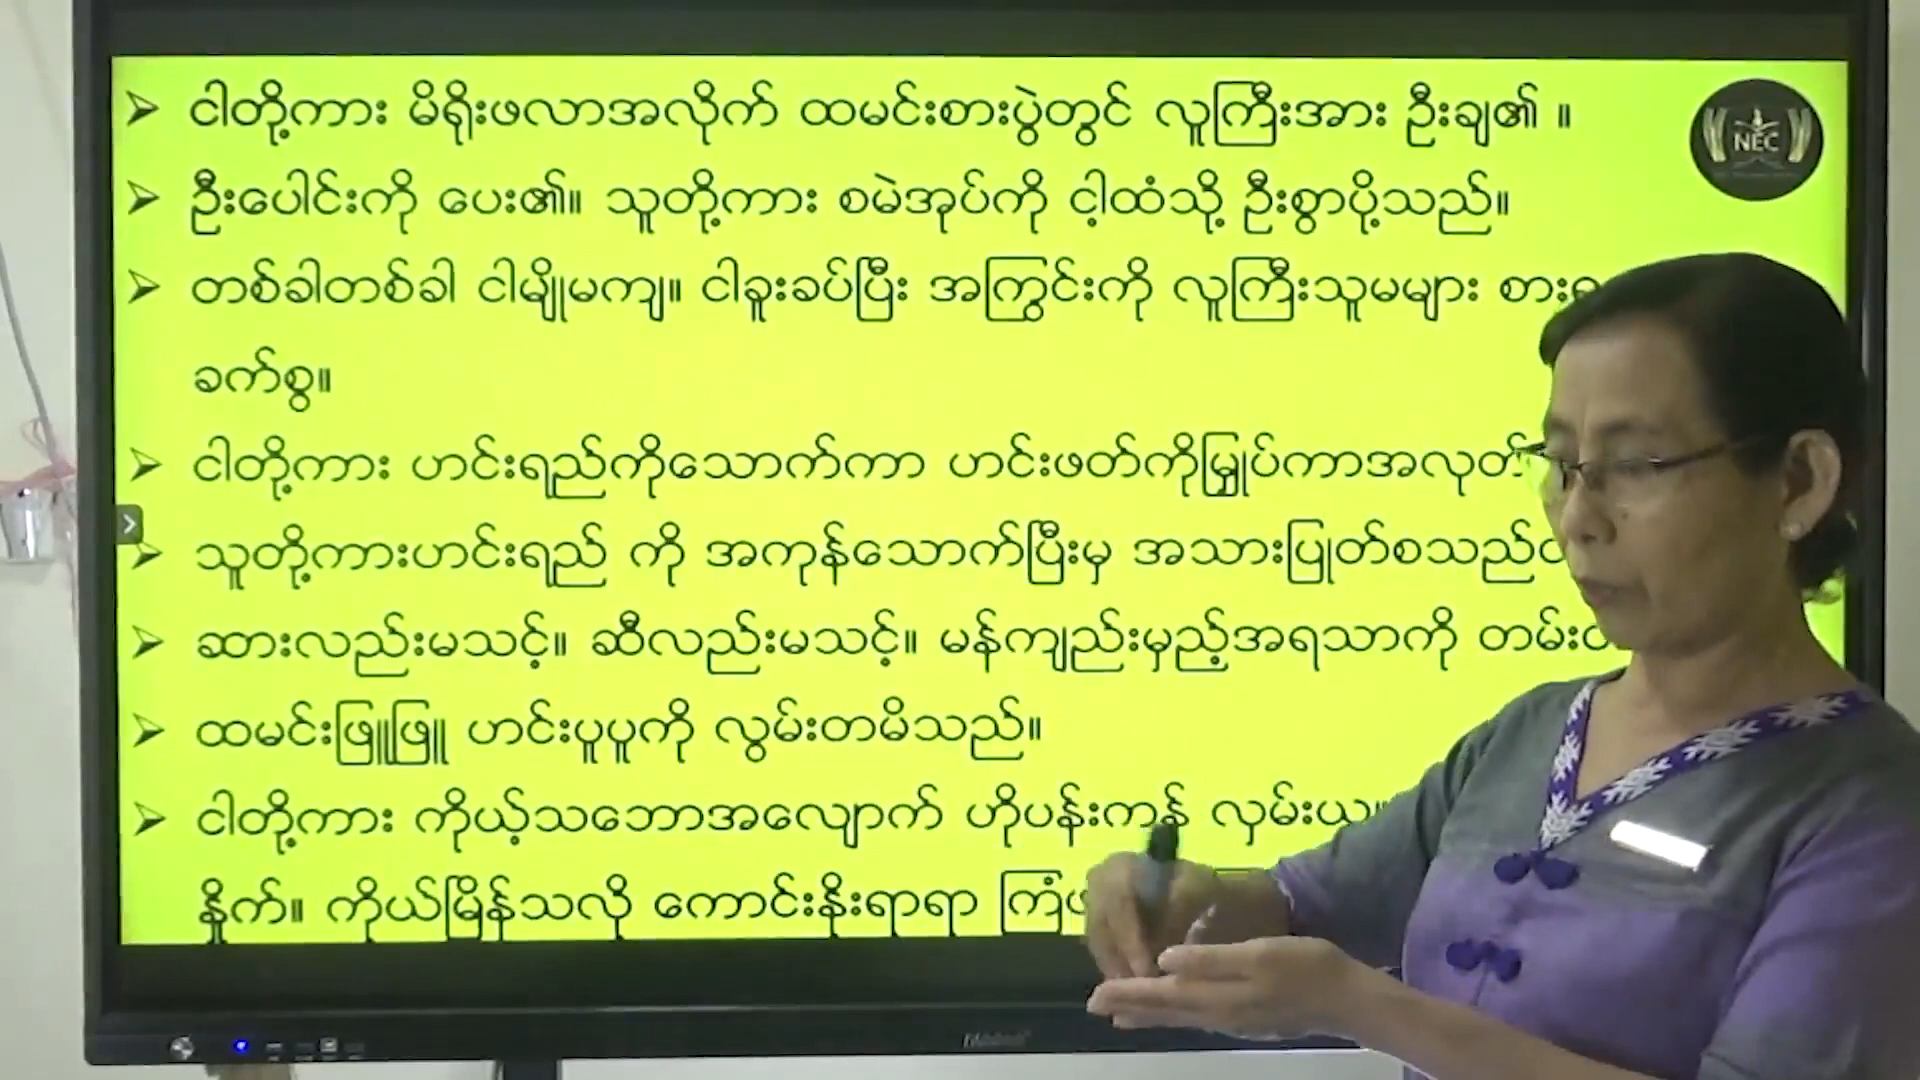 ➢ ငါတို့ကား မိရိုးဖလာအလိုက် ထမင်းစားပွဲတွင် လူကြီးအား ဦးချ၏ ။
NEC
➢ ဦးပေါင်းကို ပေး၏။ သူတို့ကား စမဲအုပ်ကို ငါ့ထံသို့ ဦးစွာပို့သည်။
➢ တစ်ခါတစ်ခါ ငါမျိုမကျ။ ငါခူးခပ်ပြီး အကြွင်းကို လူကြီးသူမများ
ခက်စွ။
➢ ငါတို့ကား ဟင်းရည်ကိုသောက်ကာ ဟင်းဖတ်ကိုမြှုပ်ကာအလုတ်
➢ သူတို့ကားဟင်းရည် ကို အကုန်သောက်ပြီးမှ အသားပြုတ်စသည်
➢ ဆားလည်းမသင့်။ ဆီလည်းမသင့်။ မန်ကျည်းမှည့်အရသာကို
➢ ထမင်းဖြူဖြူ ဟင်းပူပူကို လွမ်းတမိသည်။
➢ ငါတို့ကား ကိုယ့်သဘောအလျောက် ဟိုပန်းကန် လှမ်းယူ။
နှိုက်။ ကိုယ်မြိန်သလို ကောင်းနိုးရာရာ